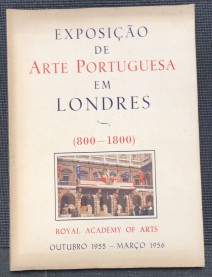 EXPOSIÇÃO
DE
ARTE PORTUGUESA
EM
LONDRES
(800 – 1800)
ROYAL ACADEMY OF ARTS
OUTUBRO 1955 – MARÇO 1956